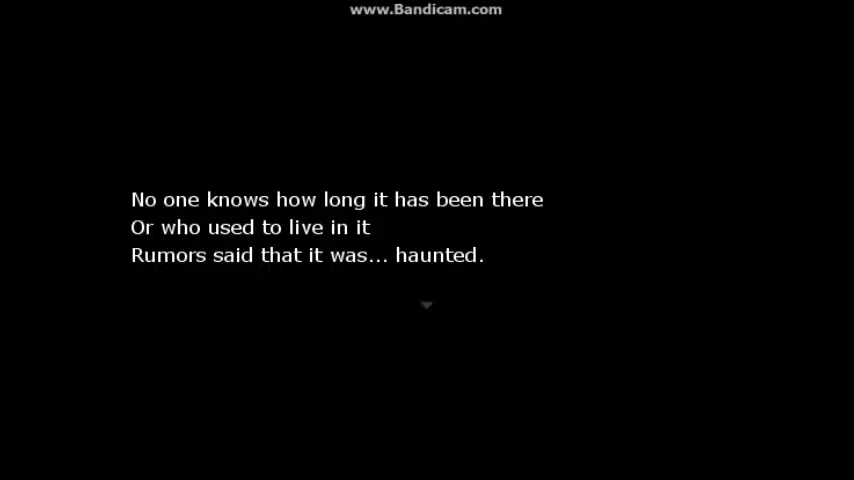 www.Bandicam.com
No one knows how long it has been there
Or who used to live in it
Rumors said that it was... haunted.